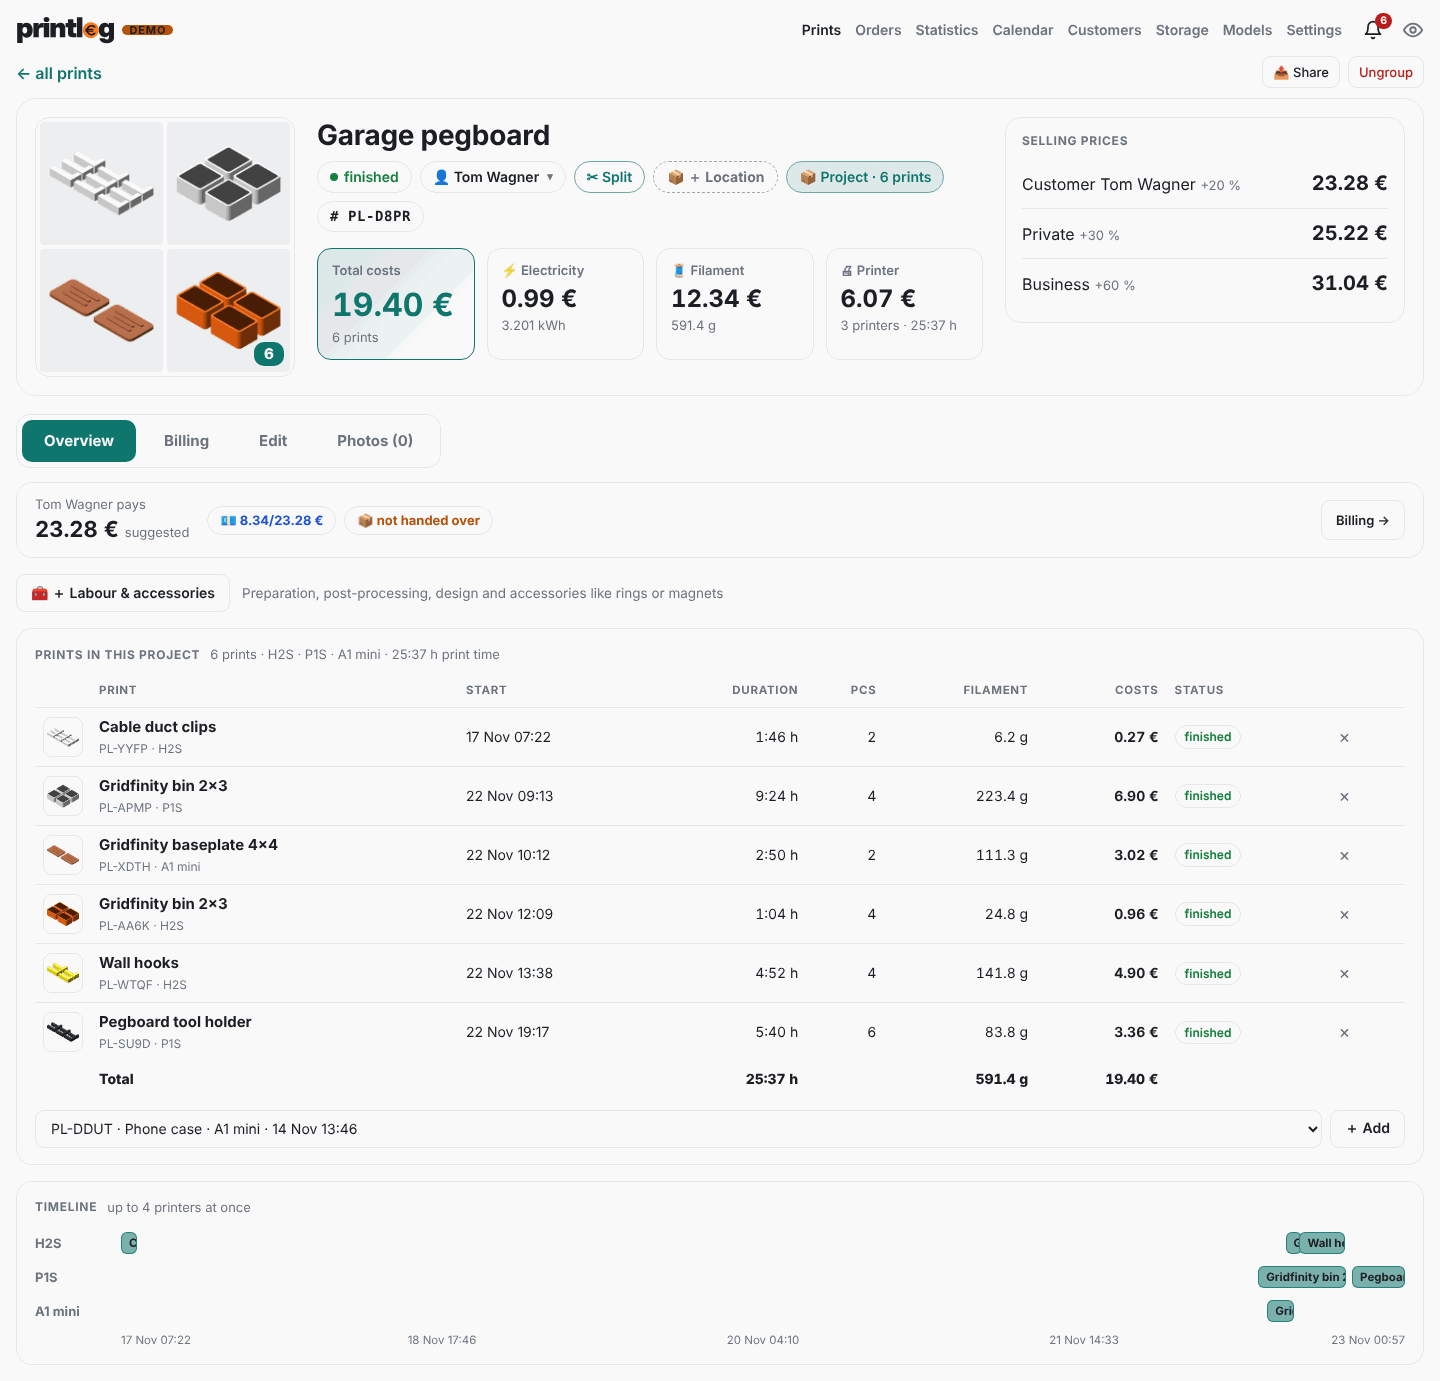 printlog DEMO
Prints Orders Statistics Calendar Customers Storage Models Settings 6
← all prints
Share Ungroup
Garage pegboard
finished Tom Wagner ▾ ✂ Split + Location Project · 6 prints
# PL-D8PR
6
Total costs
19.40 €
6 prints
⚡ Electricity
0.99 €
3.201 kWh
Filament
12.34 €
591.4 g
Printer
6.07 €
3 printers · 25:37 h
SELLING PRICES
Customer Tom Wagner +20 % 23.28 €
Private +30 % 25.22 €
Business +60 % 31.04 €
Overview Billing Edit Photos (0)
Tom Wagner pays
23.28 € suggested
8.34/23.28 € not handed over
Billing →
+ Labour & accessories Preparation, post-processing, design and accessories like rings or magnets
PRINTS IN THIS PROJECT 6 prints · H2S · P1S · A1 mini · 25:37 h print time
PRINT START DURATION PCS FILAMENT COSTS STATUS
Cable duct clips
PL-YYFP · H2S
17 Nov 07:22 1:46 h 2 6.2 g 0.27 € finished ×
Gridfinity bin 2×3
PL-APMP · P1S
22 Nov 09:13 9:24 h 4 223.4 g 6.90 € finished ×
Gridfinity baseplate 4×4
PL-XDTH · A1 mini
22 Nov 10:12 2:50 h 2 111.3 g 3.02 € finished ×
Gridfinity bin 2×3
PL-AA6K · H2S
22 Nov 12:09 1:04 h 4 24.8 g 0.96 € finished ×
Wall hooks
PL-WTQF · H2S
22 Nov 13:38 4:52 h 4 141.8 g 4.90 € finished ×
Pegboard tool holder
PL-SU9D · P1S
22 Nov 19:17 5:40 h 6 83.8 g 3.36 € finished ×
Total 25:37 h 591.4 g 19.40 €
PL-DDUT · Phone case · A1 mini · 14 Nov 13:46
+ Add
TIMELINE up to 4 printers at once
H2S Wall h
P1S Gridfinity bin Pegboa
A1 mini Gri
17 Nov 07:22 18 Nov 17:46 20 Nov 04:10 21 Nov 14:33 23 Nov 00:57